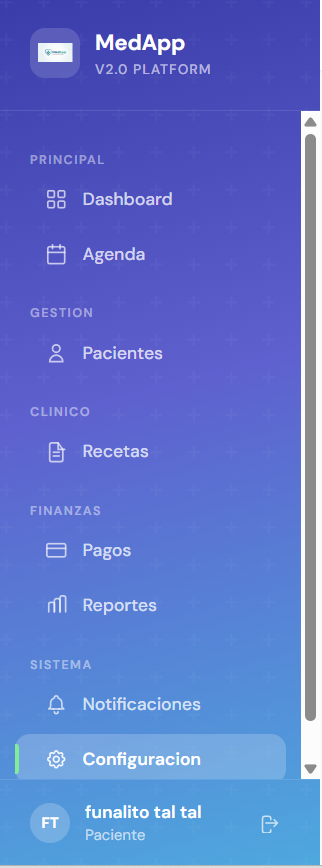 MedApp
V2.0 PLATFORM
PRINCIPAL
Dashboard
Agenda
GESTION
Pacientes
CLINICO
Recetas
FINANZAS
Pagos
Reportes
SISTEMA
Notificaciones
Configuracion
FT
funalito tal tal
Paciente